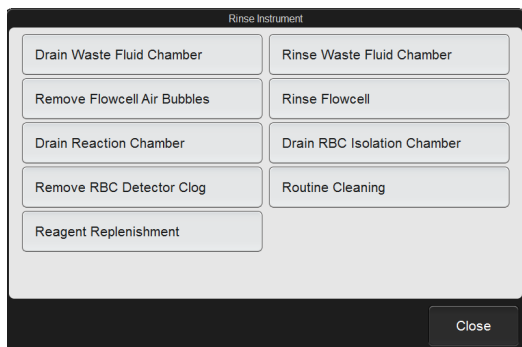 Rinse Instrument
Drain Waste Fluid Chamber
Rinse Waste Fluid Chamber
Remove Flowcell Air Bubbles
Rinse Flowcell
Drain Reaction Chamber
Drain RBC Isolation Chamber
Remove RBC Detector Clog
Routine Cleaning
Reagent Replenishment
Close